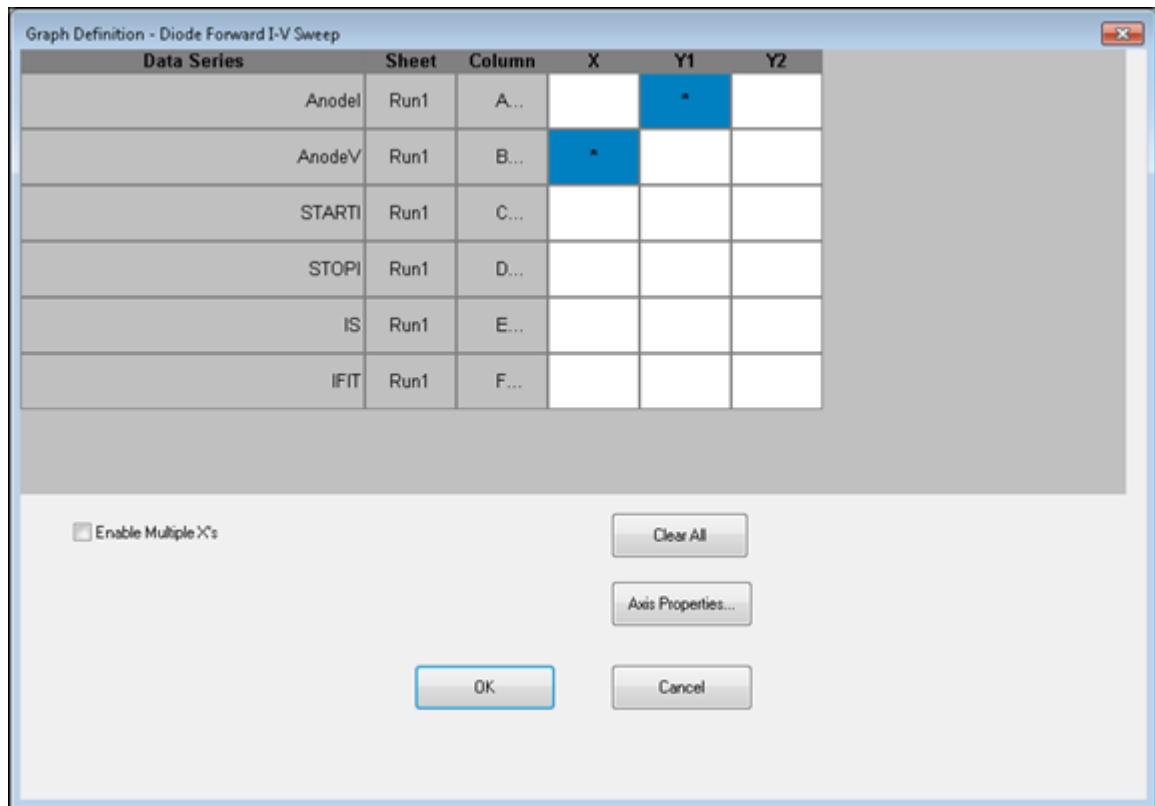 Graph Definition - Diode Forward I-V Sweep
Data Series Sheet Column X Y1 Y2
AnodeI Run1 A... *
AnodeV Run1 B... *
STARTI Run1 C...
STOPI Run1 D...
IS Run1 E...
IFIT Run1 F...
Enable Multiple X's
Clear All
Axis Properties...
OK
Cancel